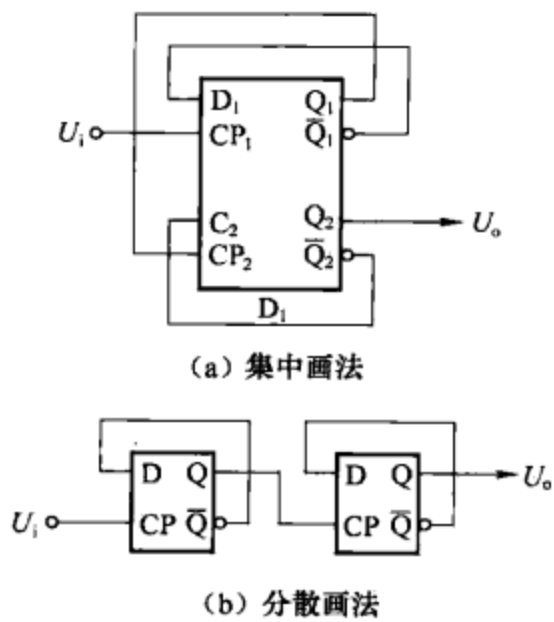 D₁ Q₁
Uᵢ CP₁ Q̅₁
C₂ Q₂ Uₒ
CP₂ Q̅₂
D₁
（a）集中画法
D Q D Q Uₒ
Uᵢ CP Q̅ CP Q̅
（b）分散画法